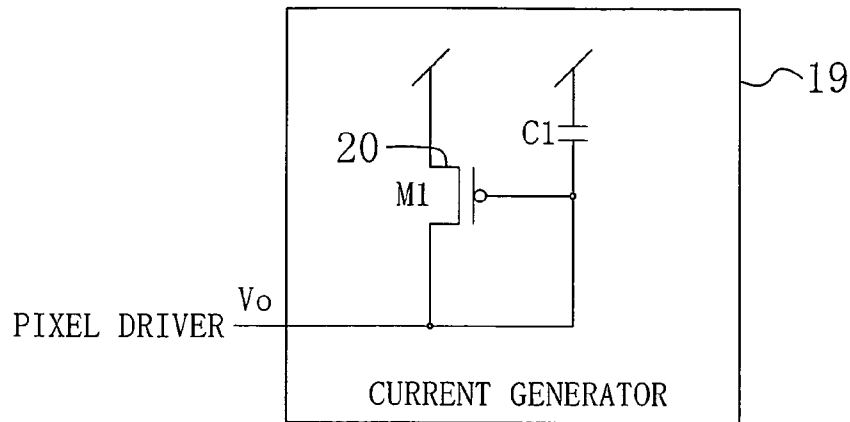 19
C1
20
M1
Vo
PIXEL DRIVER
CURRENT GENERATOR